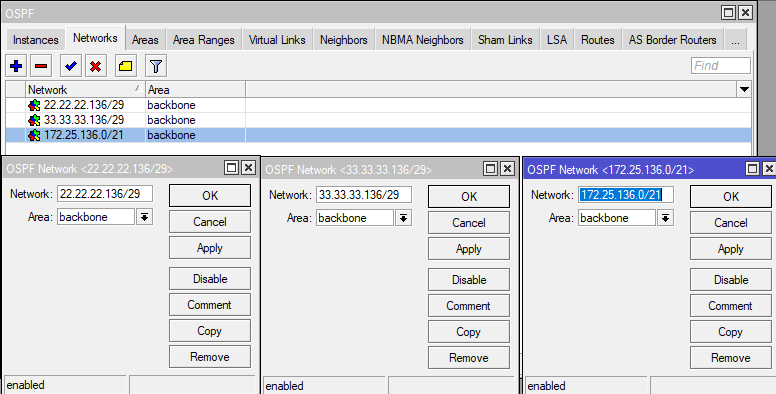 OSPF
Instances Networks Areas Area Ranges Virtual Links Neighbors NBMA Neighbors Sham Links LSA Routes AS Border Routers ...
Find
Network Area
22.22.22.136/29 backbone
33.33.33.136/29 backbone
172.25.136.0/21 backbone
OSPF Network <22.22.22.136/29>
Network: 22.22.22.136/29 OK
Area: backbone Cancel
Apply
Disable
Comment
Copy
Remove
enabled
OSPF Network <33.33.33.136/29>
Network: 33.33.33.136/29 OK
Area: backbone Cancel
Apply
Disable
Comment
Copy
Remove
enabled
OSPF Network <172.25.136.0/21>
Network: 172.25.136.0/21 OK
Area: backbone Cancel
Apply
Disable
Comment
Copy
Remove
enabled